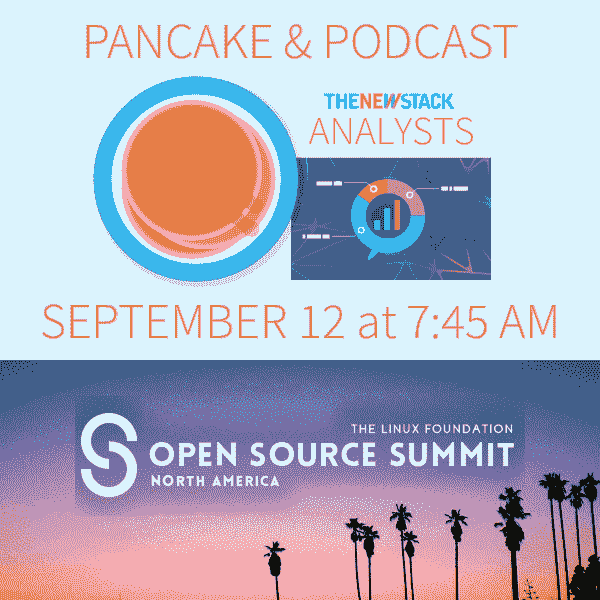 PANCAKE & PODCAST
THENEWSTACK
ANALYSTS
SEPTEMBER 12 at 7:45 AM
THE LINUX FOUNDATION
OPEN SOURCE SUMMIT
NORTH AMERICA